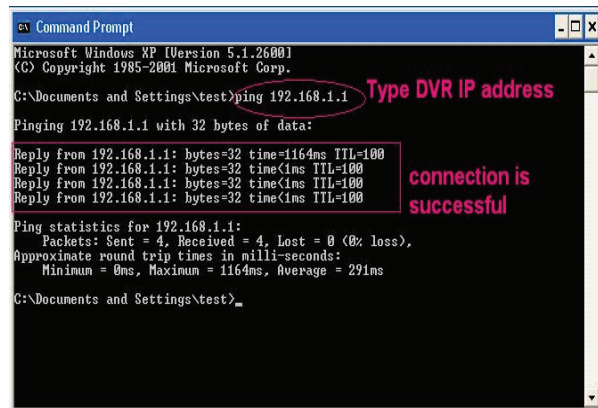 Command Prompt
Microsoft Windows XP [Version 5.1.2600]
(C) Copyright 1985-2001 Microsoft Corp.
C:\Documents and Settings\test>ping 192.168.1.1
Type DVR IP address
Pinging 192.168.1.1 with 32 bytes of data:
Reply from 192.168.1.1: bytes=32 time=1164ms TTL=100
Reply from 192.168.1.1: bytes=32 time<1ms TTL=100
Reply from 192.168.1.1: bytes=32 time<1ms TTL=100
Reply from 192.168.1.1: bytes=32 time<1ms TTL=100
connection is
successful
Ping statistics for 192.168.1.1:
Packets: Sent = 4, Received = 4, Lost = 0 (0% loss),
Approximate round trip times in milli-seconds:
Minimum = 0ms, Maximum = 1164ms, Average = 291ms
C:\Documents and Settings\test>_